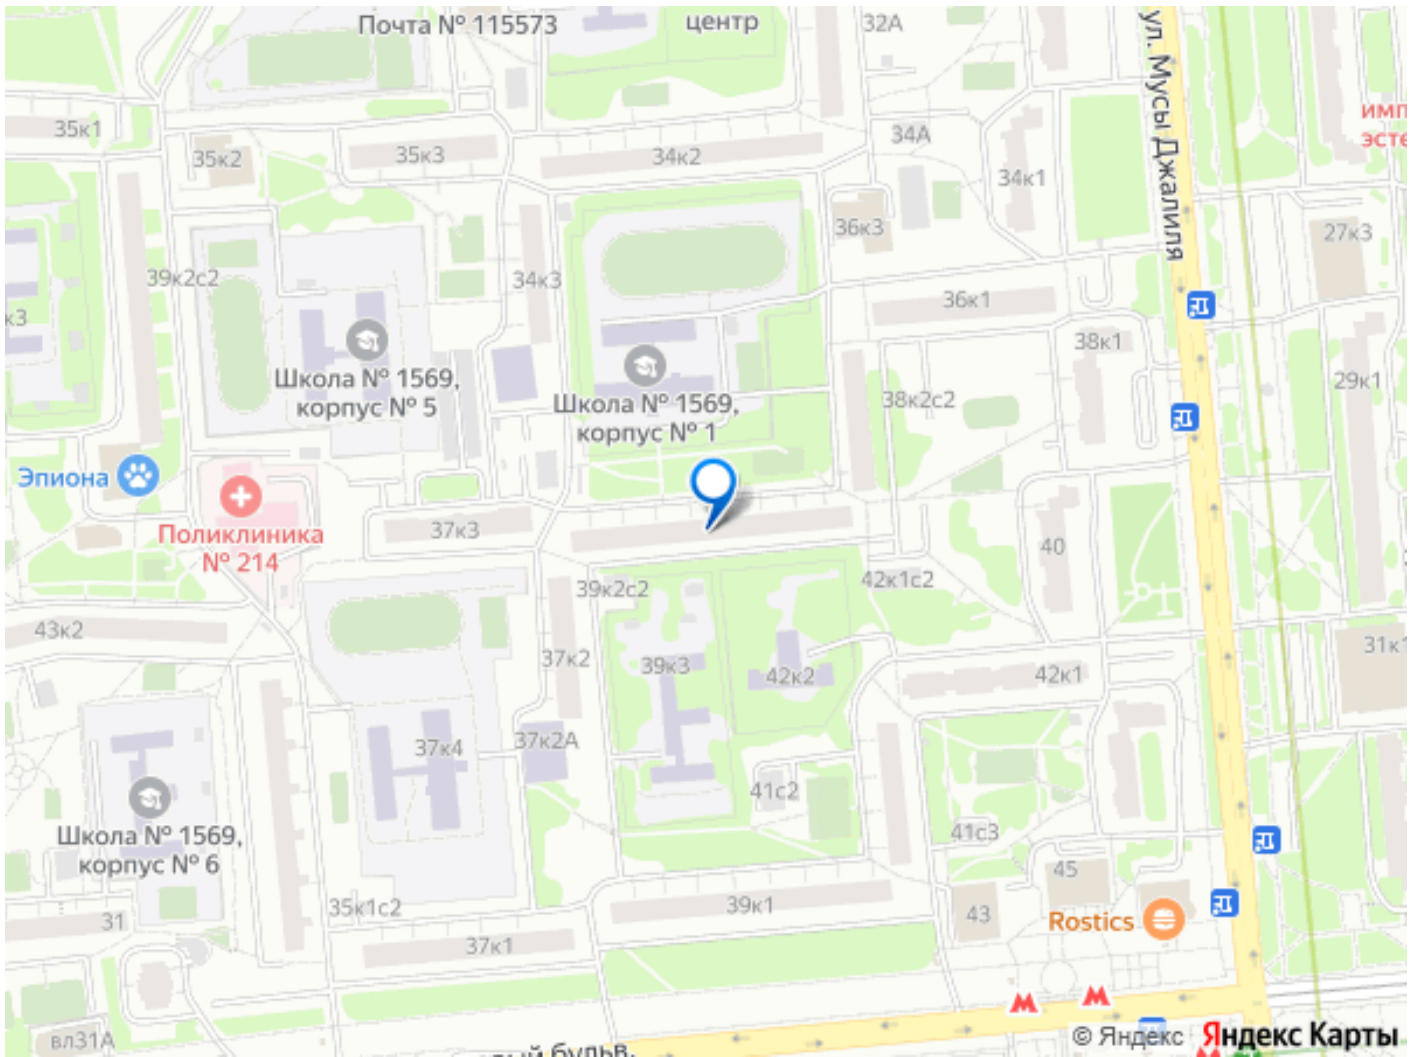 Почта № 115573
центр
32А
ул. Мусы Джалиля
35к1
35к2
35к3
34к2
34А
34к1
имп
эсте
36к3
27к3
39к2с2
34к3
36к1
к3
38к1
Школа № 1569,
корпус № 5
Школа № 1569,
корпус № 1
38к2с2
29к1
Эпиона
Поликлиника
№ 214
37к3
40
39к2с2
42к1с2
43к2
37к2
39к3
42к2
42к1
31к1
37к4
37к2А
41с2
Школа № 1569,
корпус № 6
41с3
45
35к1с2
39к1
43
Rostics
31
37к1
вл31А
© Яндекс
Яндекс Карты